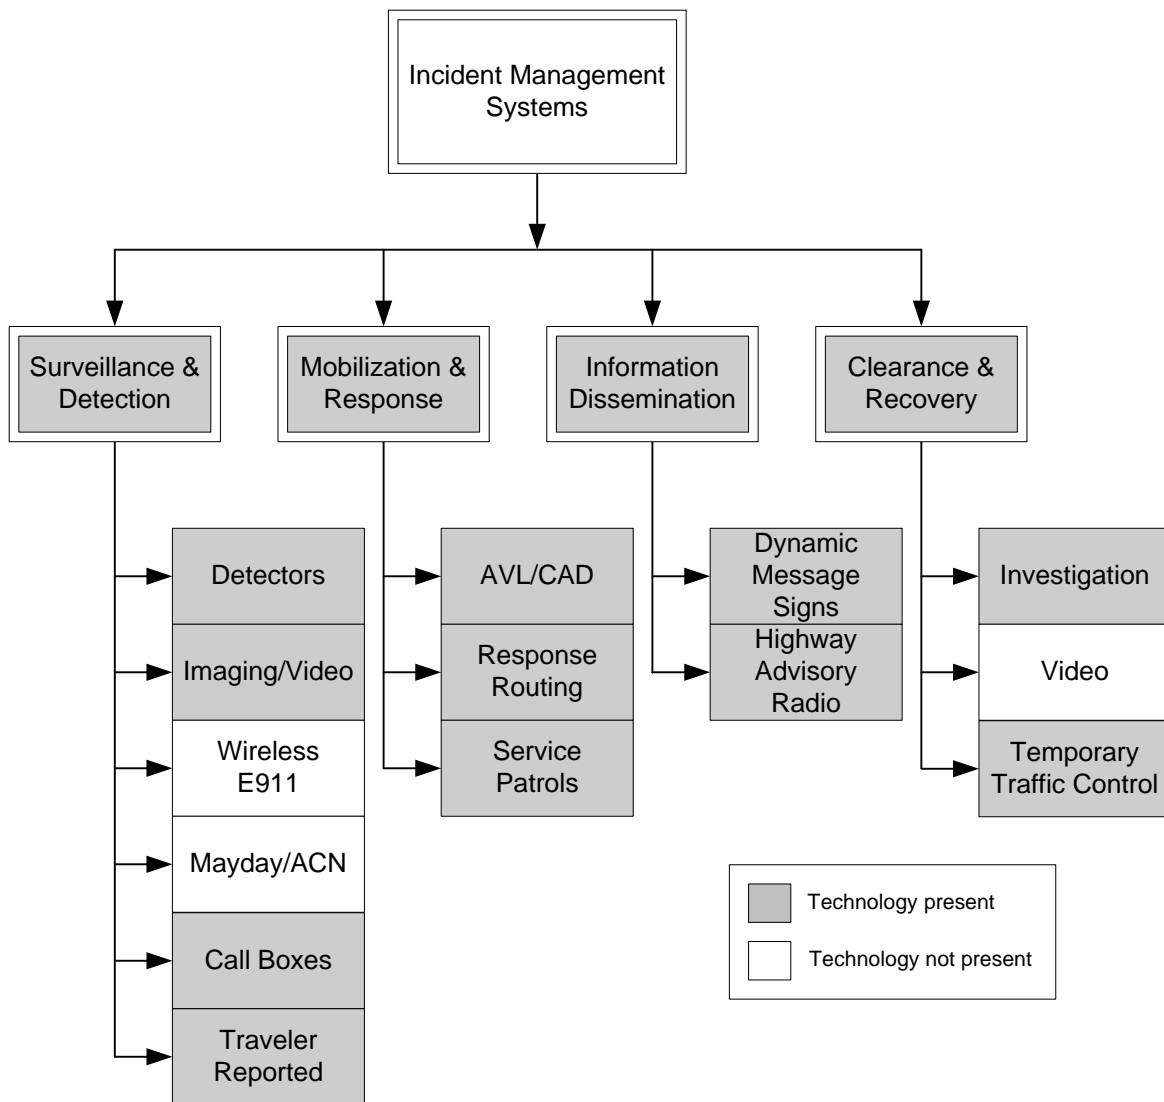 Incident Management
Systems
Surveillance &
Detection
Mobilization &
Response
Information
Dissemination
Clearance &
Recovery
Detectors
Imaging/Video
Wireless
E911
Mayday/ACN
Call Boxes
Traveler
Reported
AVL/CAD
Response
Routing
Service
Patrols
Dynamic
Message
Signs
Highway
Advisory
Radio
Investigation
Video
Temporary
Traffic Control
Technology present
Technology not present